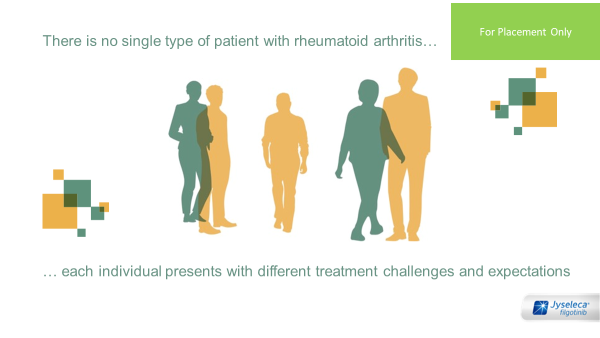 There is no single type of patient with rheumatoid arthritis…
For Placement Only
… each individual presents with different treatment challenges and expectations
Jyseleca®
filgotinib